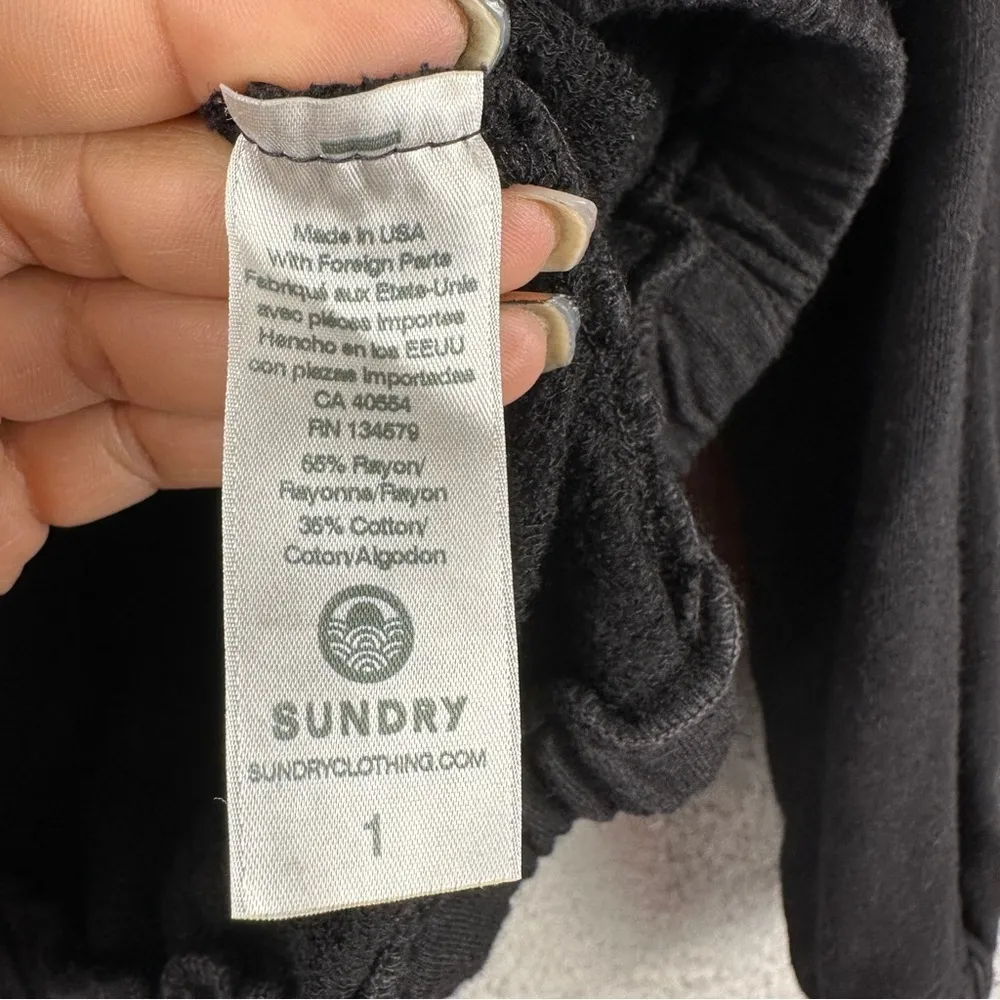 Made in USA
With Foreign Parts
Fabriqué aux Etats-Unis
avec pièces importes
Hencho en los EEUU
con piezas importadas
CA 40554
RN 134579
65% Rayon/
Rayonne/Rayon
35% Cotton/
Coton/Algodon
SUNDRY
SUNDRYCLOTHING.COM
1